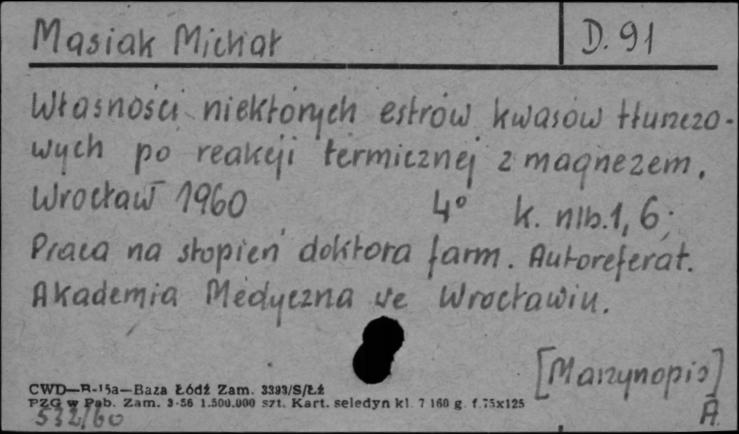 Masiak Michał D. 91
Własności niektórych estrów kwasów tłuszczo-
wych po reakcji termicznej z magnezem.
Wrocław 1960 4° k. nlb. 1, 6;
Praca na stopień doktora farm. Autoreferat.
Akademia Medyczna we Wrocławiu.
[Maszynopis]
CWD—B-15a—Baza Łódź Zam. 3393/S/Łż
PZG w Pab. Zam. 3-56 1.500.000 szt. Kart. seledyn kl. 7 160 g. f.75x125
532/60 A.